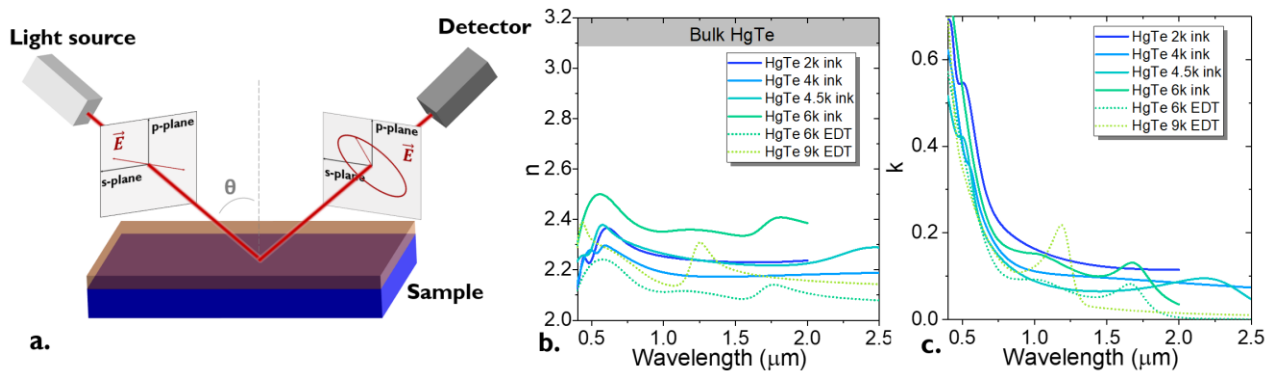 Light source
Detector
p-plane
E
s-plane
θ
p-plane
E
s-plane
Sample
a.
3.2
3.0
2.8
2.6
2.4
2.2
2.0
n
Bulk HgTe
HgTe 2k ink
HgTe 4k ink
HgTe 4.5k ink
HgTe 6k ink
HgTe 6k EDT
HgTe 9k EDT
0.5 1.0 1.5 2.0 2.5
Wavelength (μm)
b.
0.6
0.4
0.2
0.0
k
HgTe 2k ink
HgTe 4k ink
HgTe 4.5k ink
HgTe 6k ink
HgTe 6k EDT
HgTe 9k EDT
0.5 1.0 1.5 2.0 2.5
Wavelength (μm)
c.